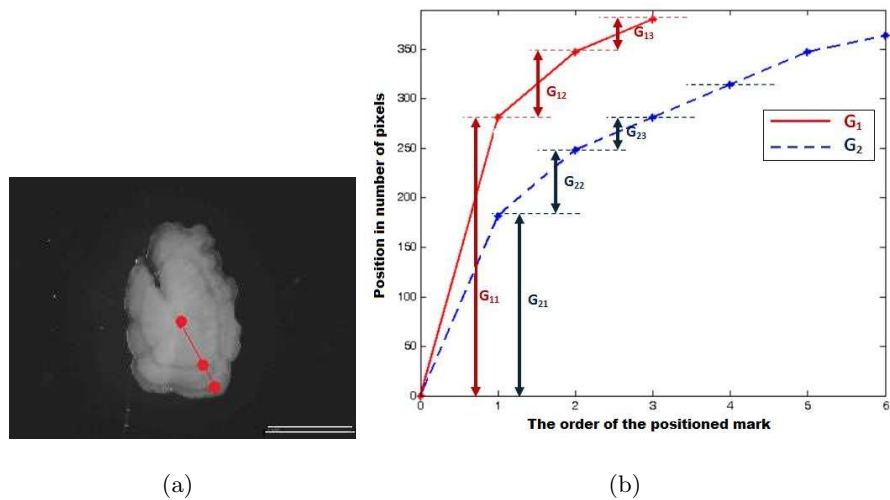 350
300
250
200
150
100
50
0
0 1 2 3 4 5 6
Position in number of pixels
The order of the positioned mark
G13
G12
G11
G23
G22
G21
G1
G2
(a)
(b)